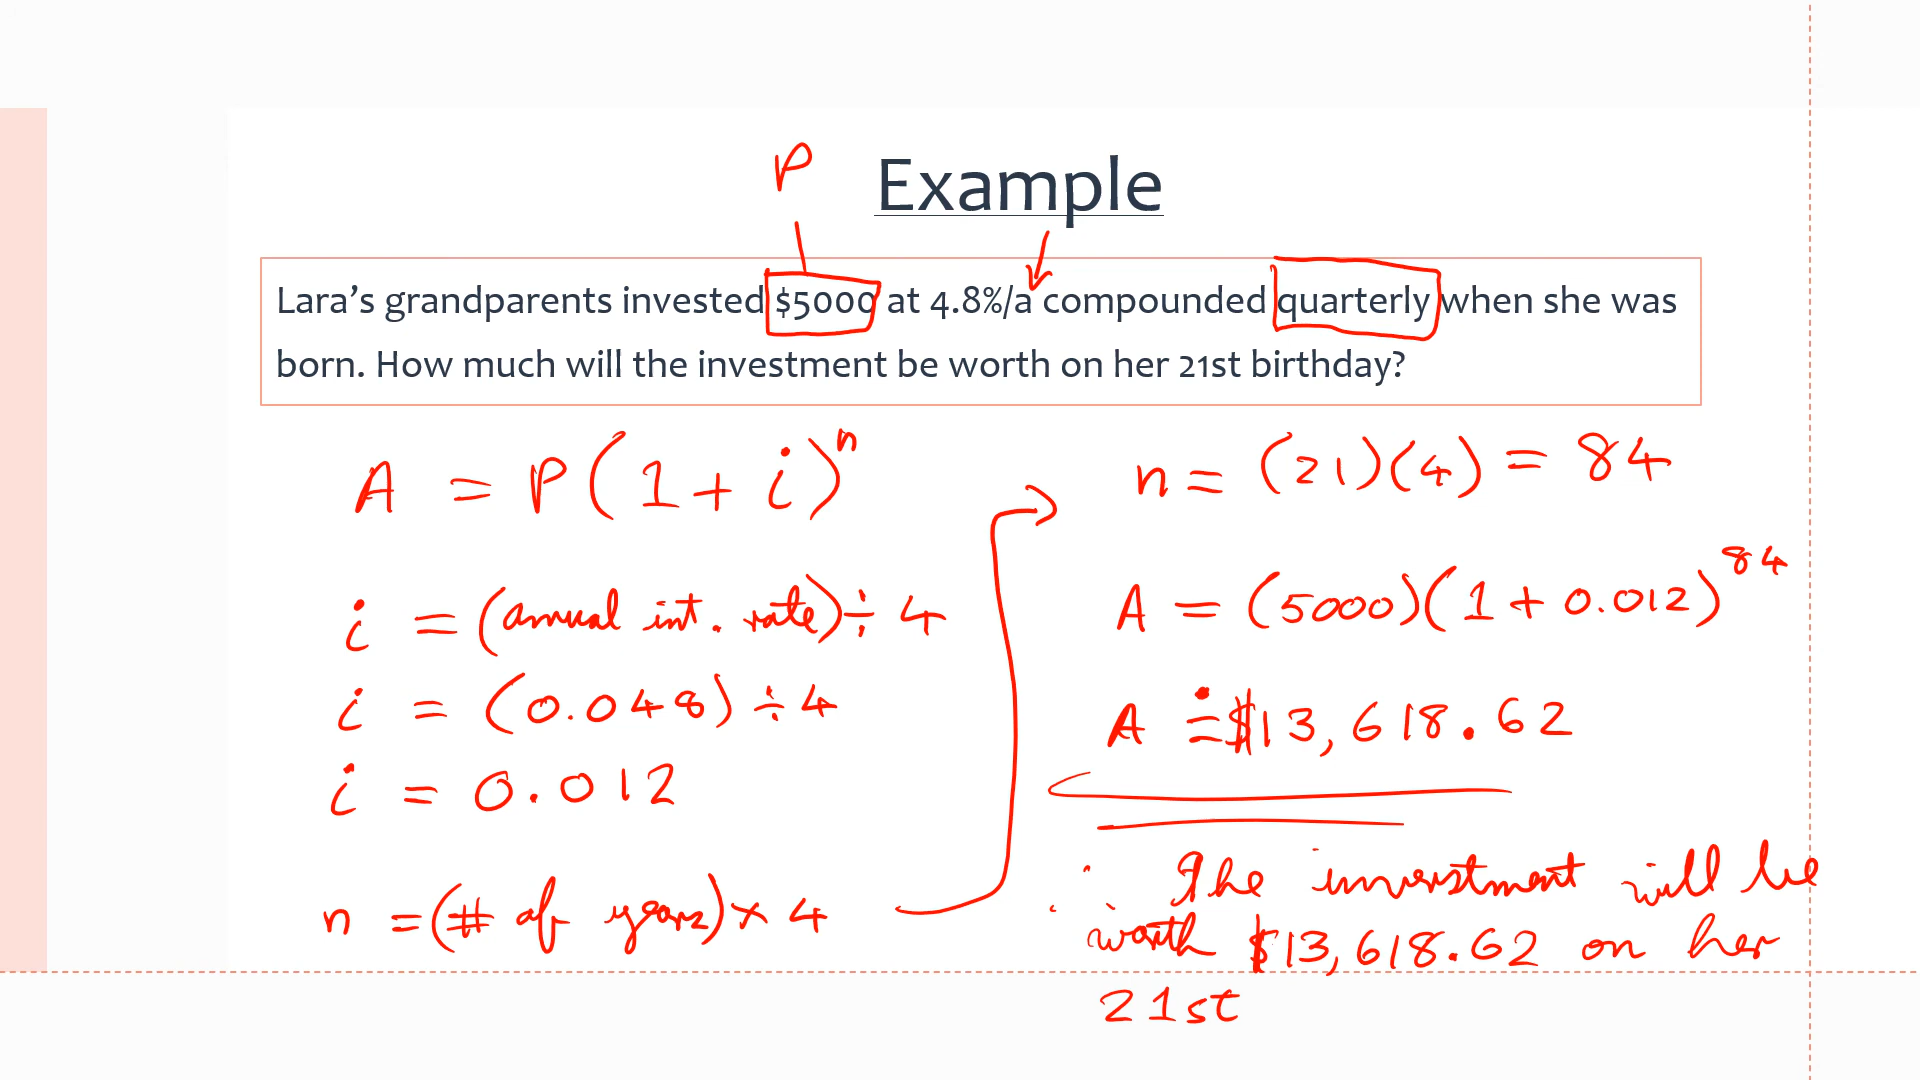 P
Example
Lara's grandparents invested $5000 at 4.8%/a compounded quarterly when she was
born. How much will the investment be worth on her 21st birthday?
A = P(1 + i)^n
i = (annual int. rate) ÷ 4
i = (0.048) ÷ 4
i = 0.012
n = (# of years) × 4
n = (21)(4) = 84
A = (5000)(1 + 0.012)^84
A ≐ $13,618.62
∴ The investment will be
worth $13,618.62 on her
21st